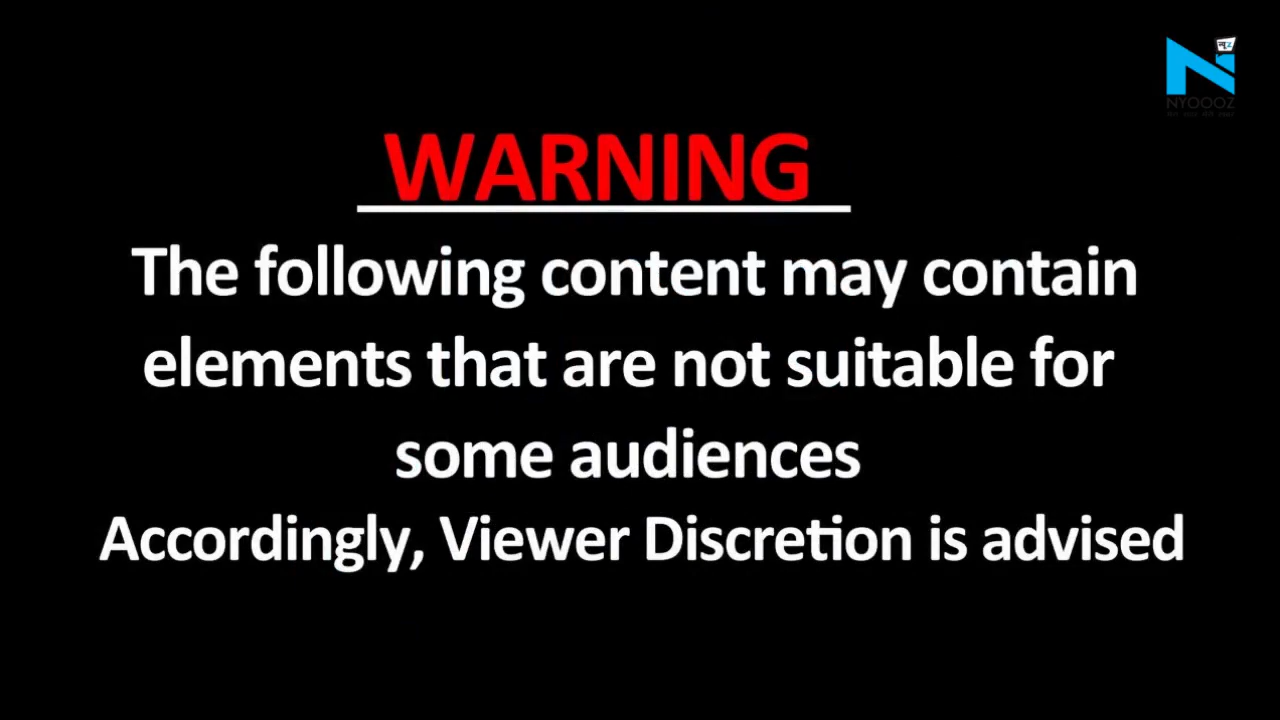 न्यूz
NYOOOZ
WARNING
The following content may contain
elements that are not suitable for
some audiences
Accordingly, Viewer Discretion is advised